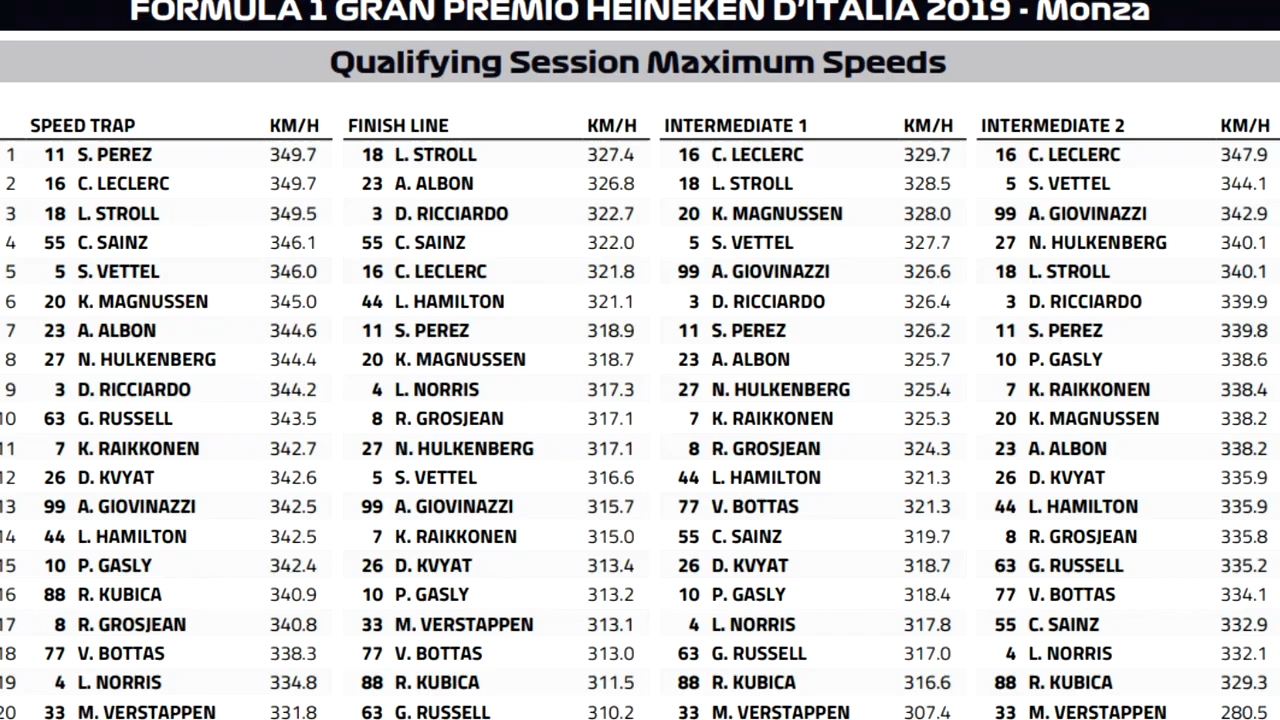 FORMULA 1 GRAN PREMIO HEINEKEN D'ITALIA 2019 - Monza
Qualifying Session Maximum Speeds
SPEED TRAP KM/H FINISH LINE KM/H INTERMEDIATE 1 KM/H INTERMEDIATE 2 KM/H
1 11 S. PEREZ 349.7 18 L. STROLL 327.4 16 C. LECLERC 329.7 16 C. LECLERC 347.9
2 16 C. LECLERC 349.7 23 A. ALBON 326.8 18 L. STROLL 328.5 5 S. VETTEL 344.1
3 18 L. STROLL 349.5 3 D. RICCIARDO 322.7 20 K. MAGNUSSEN 328.0 99 A. GIOVINAZZI 342.9
4 55 C. SAINZ 346.1 55 C. SAINZ 322.0 5 S. VETTEL 327.7 27 N. HULKENBERG 340.1
5 5 S. VETTEL 346.0 16 C. LECLERC 321.8 99 A. GIOVINAZZI 326.6 18 L. STROLL 340.1
6 20 K. MAGNUSSEN 345.0 44 L. HAMILTON 321.1 3 D. RICCIARDO 326.4 3 D. RICCIARDO 339.9
7 23 A. ALBON 344.6 11 S. PEREZ 318.9 11 S. PEREZ 326.2 11 S. PEREZ 339.8
8 27 N. HULKENBERG 344.4 20 K. MAGNUSSEN 318.7 23 A. ALBON 325.7 10 P. GASLY 338.6
9 3 D. RICCIARDO 344.2 4 L. NORRIS 317.3 27 N. HULKENBERG 325.4 7 K. RAIKKONEN 338.4
10 63 G. RUSSELL 343.5 8 R. GROSJEAN 317.1 7 K. RAIKKONEN 325.3 20 K. MAGNUSSEN 338.2
11 7 K. RAIKKONEN 342.7 27 N. HULKENBERG 317.1 8 R. GROSJEAN 324.3 23 A. ALBON 338.2
12 26 D. KVYAT 342.6 5 S. VETTEL 316.6 44 L. HAMILTON 321.3 26 D. KVYAT 335.9
13 99 A. GIOVINAZZI 342.5 99 A. GIOVINAZZI 315.7 77 V. BOTTAS 321.3 44 L. HAMILTON 335.9
14 44 L. HAMILTON 342.5 7 K. RAIKKONEN 315.0 55 C. SAINZ 319.7 8 R. GROSJEAN 335.8
15 10 P. GASLY 342.4 26 D. KVYAT 313.4 26 D. KVYAT 318.7 63 G. RUSSELL 335.2
16 88 R. KUBICA 340.9 10 P. GASLY 313.2 10 P. GASLY 318.4 77 V. BOTTAS 334.1
17 8 R. GROSJEAN 340.8 33 M. VERSTAPPEN 313.1 4 L. NORRIS 317.8 55 C. SAINZ 332.9
18 77 V. BOTTAS 338.3 77 V. BOTTAS 313.0 63 G. RUSSELL 317.0 4 L. NORRIS 332.1
19 4 L. NORRIS 334.8 88 R. KUBICA 311.5 88 R. KUBICA 316.6 88 R. KUBICA 329.3
20 33 M. VERSTAPPEN 331.8 63 G. RUSSELL 310.2 33 M. VERSTAPPEN 307.4 33 M. VERSTAPPEN 280.5